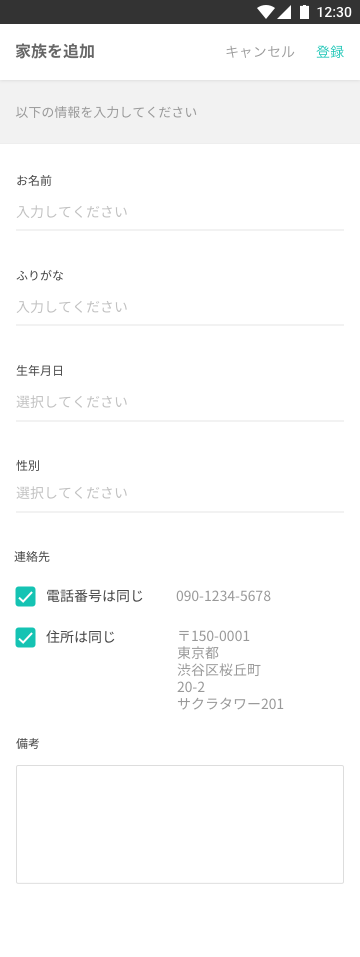 12:30
家族を追加 キャンセル 登録
以下の情報を入力してください
お名前
入力してください
ふりがな
入力してください
生年月日
選択してください
性別
選択してください
連絡先
電話番号は同じ 090-1234-5678
住所は同じ 〒150-0001
東京都
渋谷区桜丘町
20-2
サクラタワー201
備考